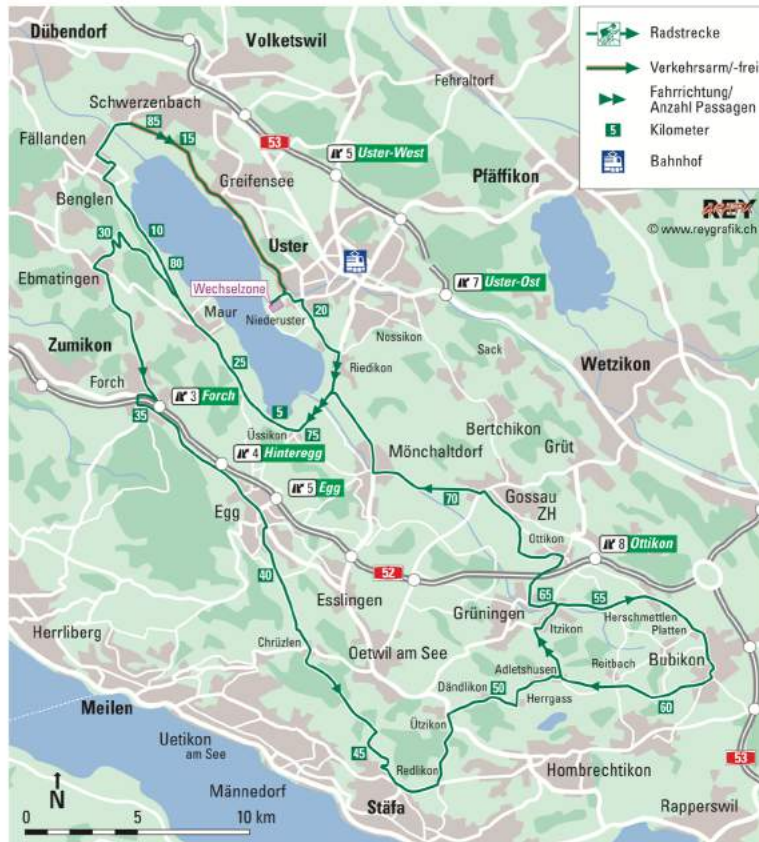 Dübendorf
Volketswil
Fehraltorf
Schwerzenbach
85
15
53
Fällanden
5 Uster-West
Greifensee
Pfäffikon
Benglen
30
10
Uster
80
7 Uster-Ost
Ebmatingen
Wechselzone
20
Maur
Niederuster
Nossikon
Sack
Zumikon
25
Riedikon
Wetzikon
Forch
3 Forch
35
5
75
Üssikon
4 Hinteregg
Mönchaltdorf
Bertchikon
Grüt
5 Egg
70
Gossau
ZH
Egg
Ottikon
8 Ottikon
40
52
Esslingen
Grüningen
65
55
Herschmettlen
Platten
Itzikon
Herrliberg
Chrüzlen
Oetwil am See
Adletshusen
Reitbach
Bubikon
Dändlikon
50
Herrgass
60
Meilen
Ützikon
Uetikon
am See
45
53
Redlikon
Hombrechtikon
Männedorf
Stäfa
Rapperswil
N
0 5 10 km
Radstrecke
Verkehrsarm/-frei
Fahrrichtung/
Anzahl Passagen
5 Kilometer
Bahnhof
REY
GRAFIK
© www.reygrafik.ch